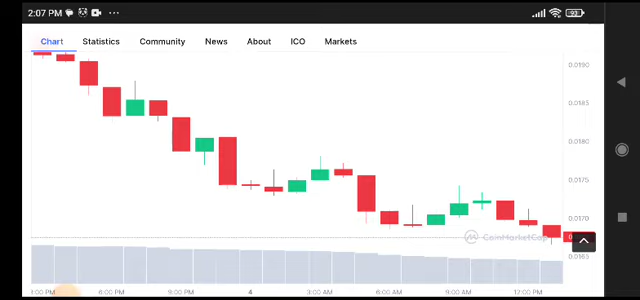 2:07 PM 93
Chart Statistics Community News About ICO Markets
0.0190
0.0185
0.0180
0.0175
0.0170
CoinMarketCap
0.0165
6:00 PM 9:00 PM 4 3:00 AM 6:00 AM 9:00 AM 12:00 PM